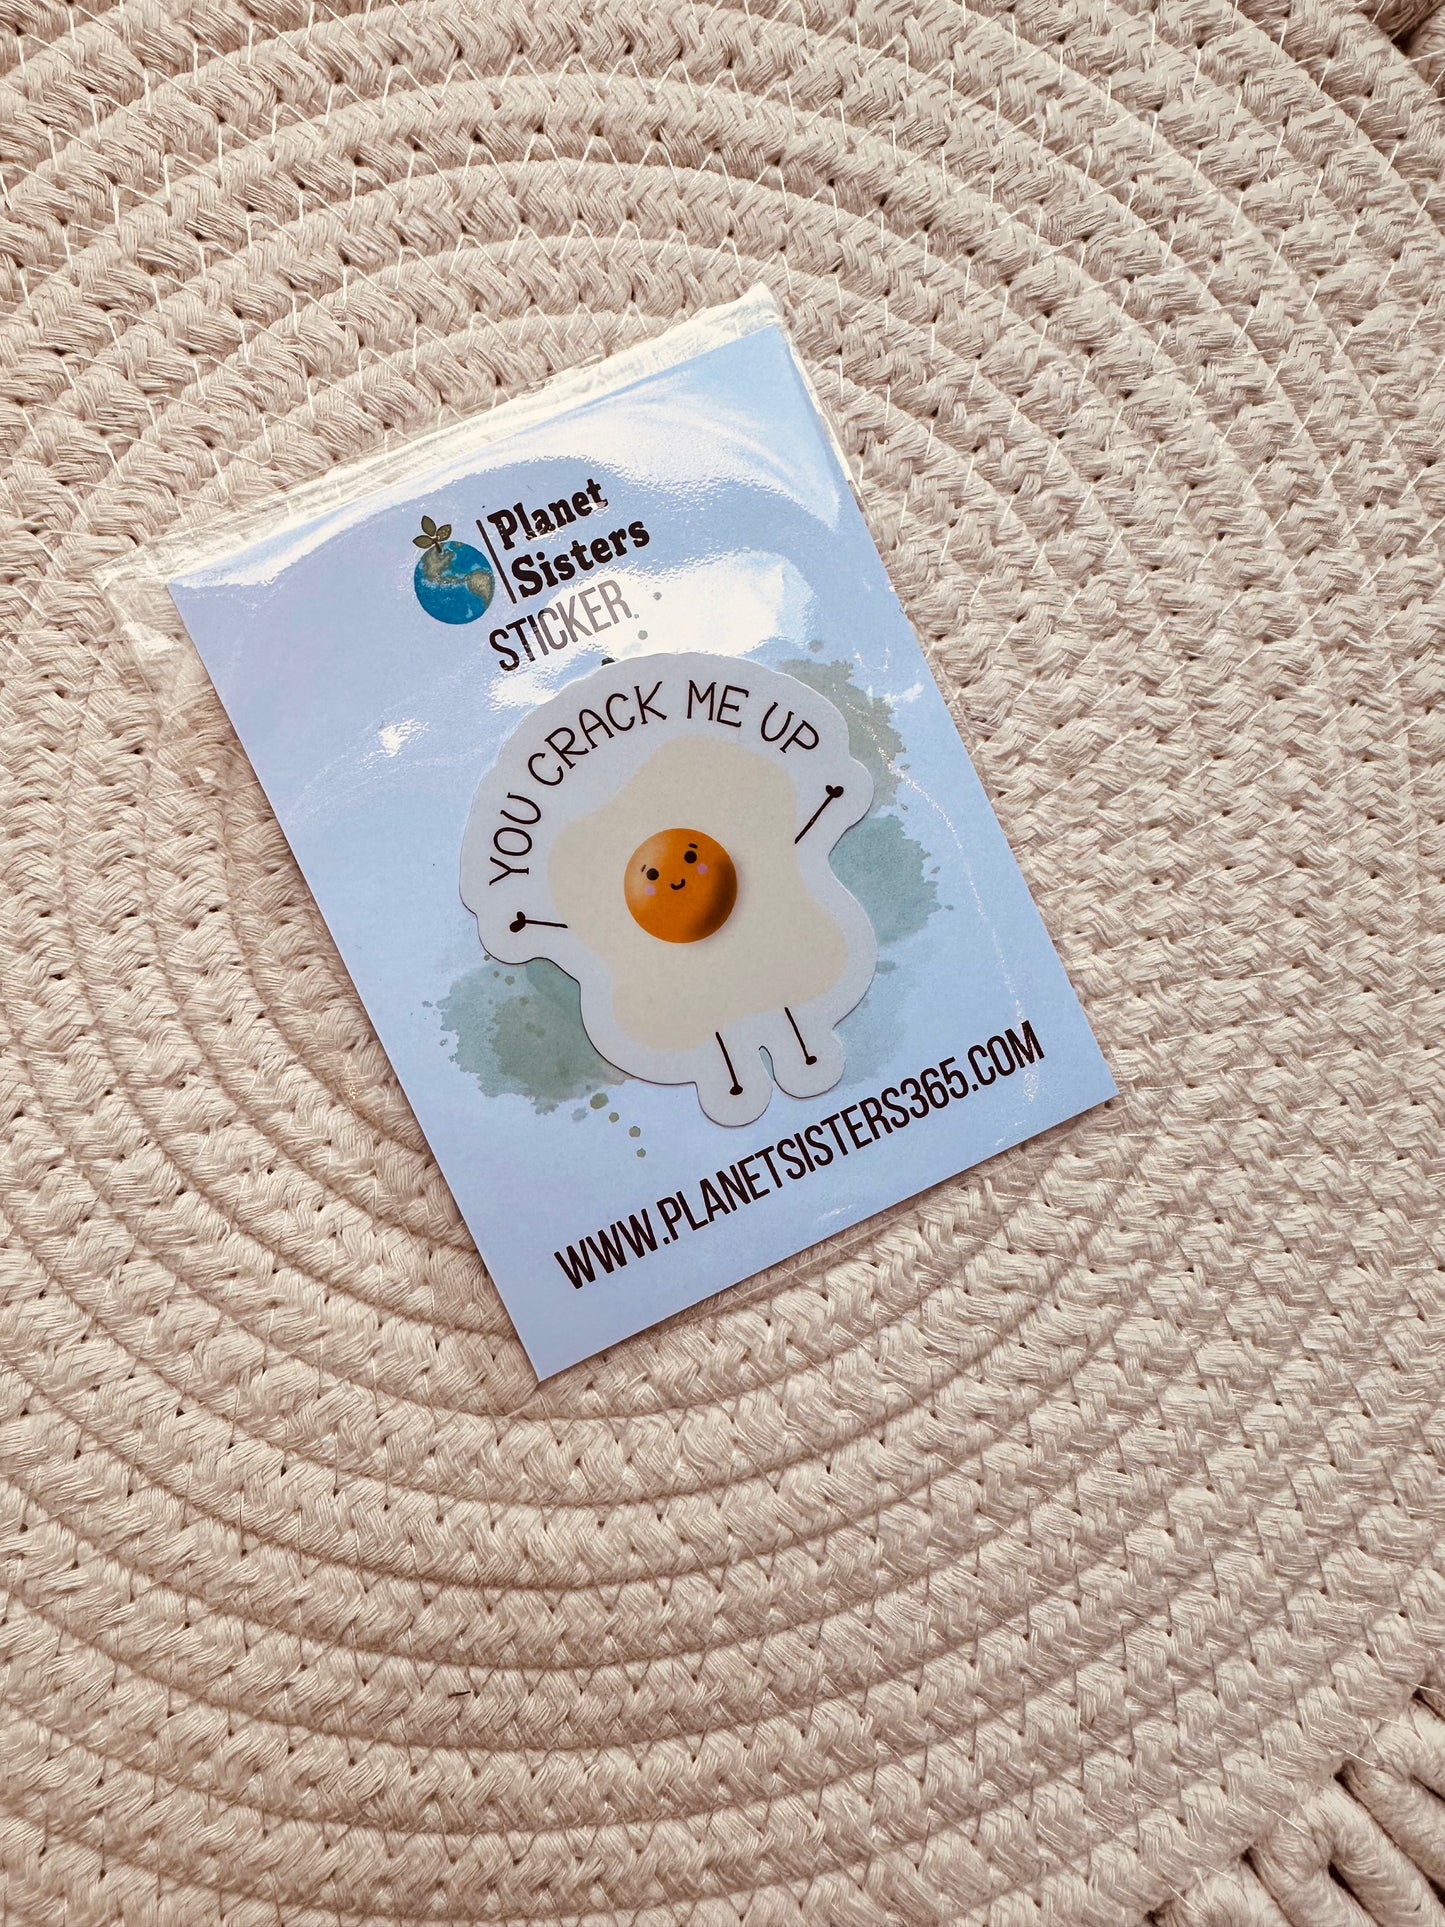 Planet
Sisters
STICKER
YOU CRACK ME UP
WWW.PLANETSISTERS365.COM